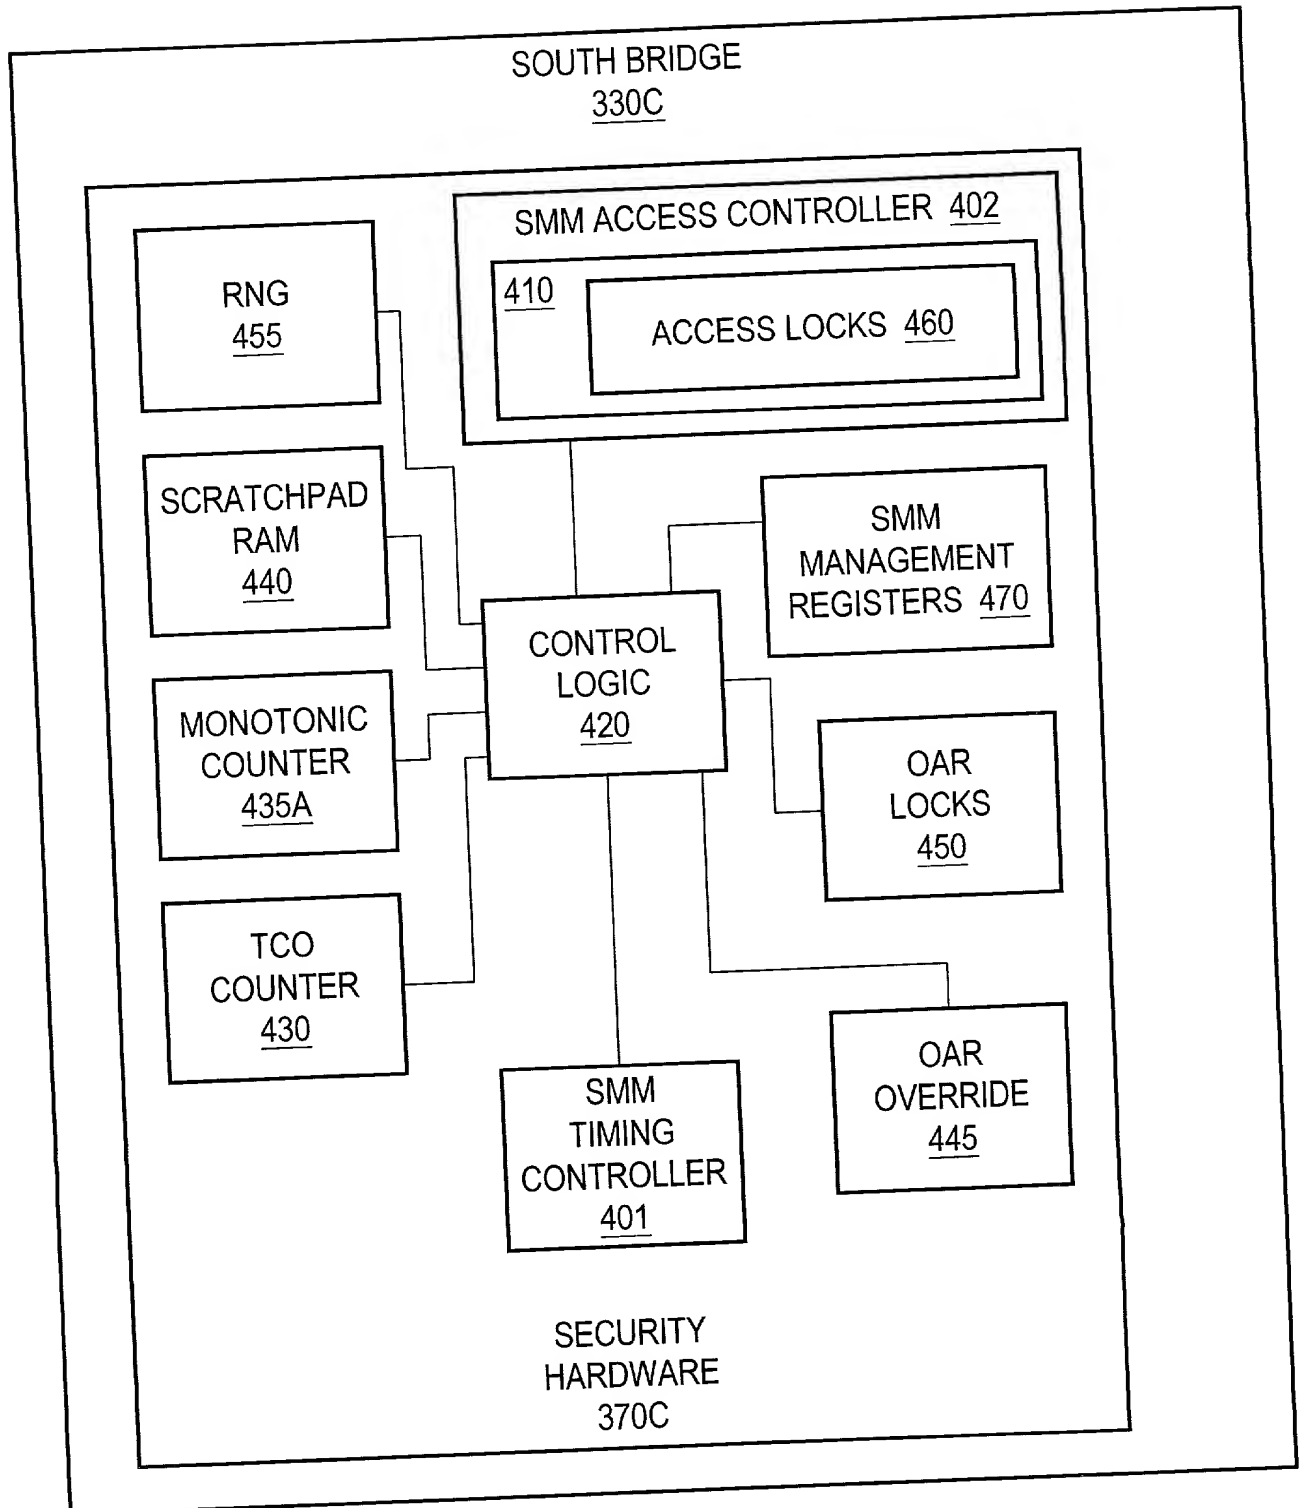 SOUTH BRIDGE
330C
SMM ACCESS CONTROLLER 402
410
ACCESS LOCKS 460
RNG
455
SCRATCHPAD
RAM
440
SMM
MANAGEMENT
REGISTERS 470
CONTROL
LOGIC
420
MONOTONIC
COUNTER
435A
OAR
LOCKS
450
TCO
COUNTER
430
SMM
TIMING
CONTROLLER
401
OAR
OVERRIDE
445
SECURITY
HARDWARE
370C